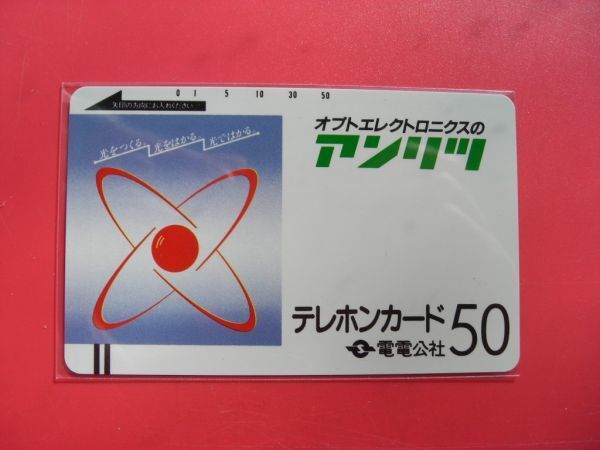 0 1 5 10 30 50
矢印の方向にお入れください
オプトエレクトロニクスの
アンリツ
光をつくる。光をはかる。光ではかる。
テレホンカード50
電電公社